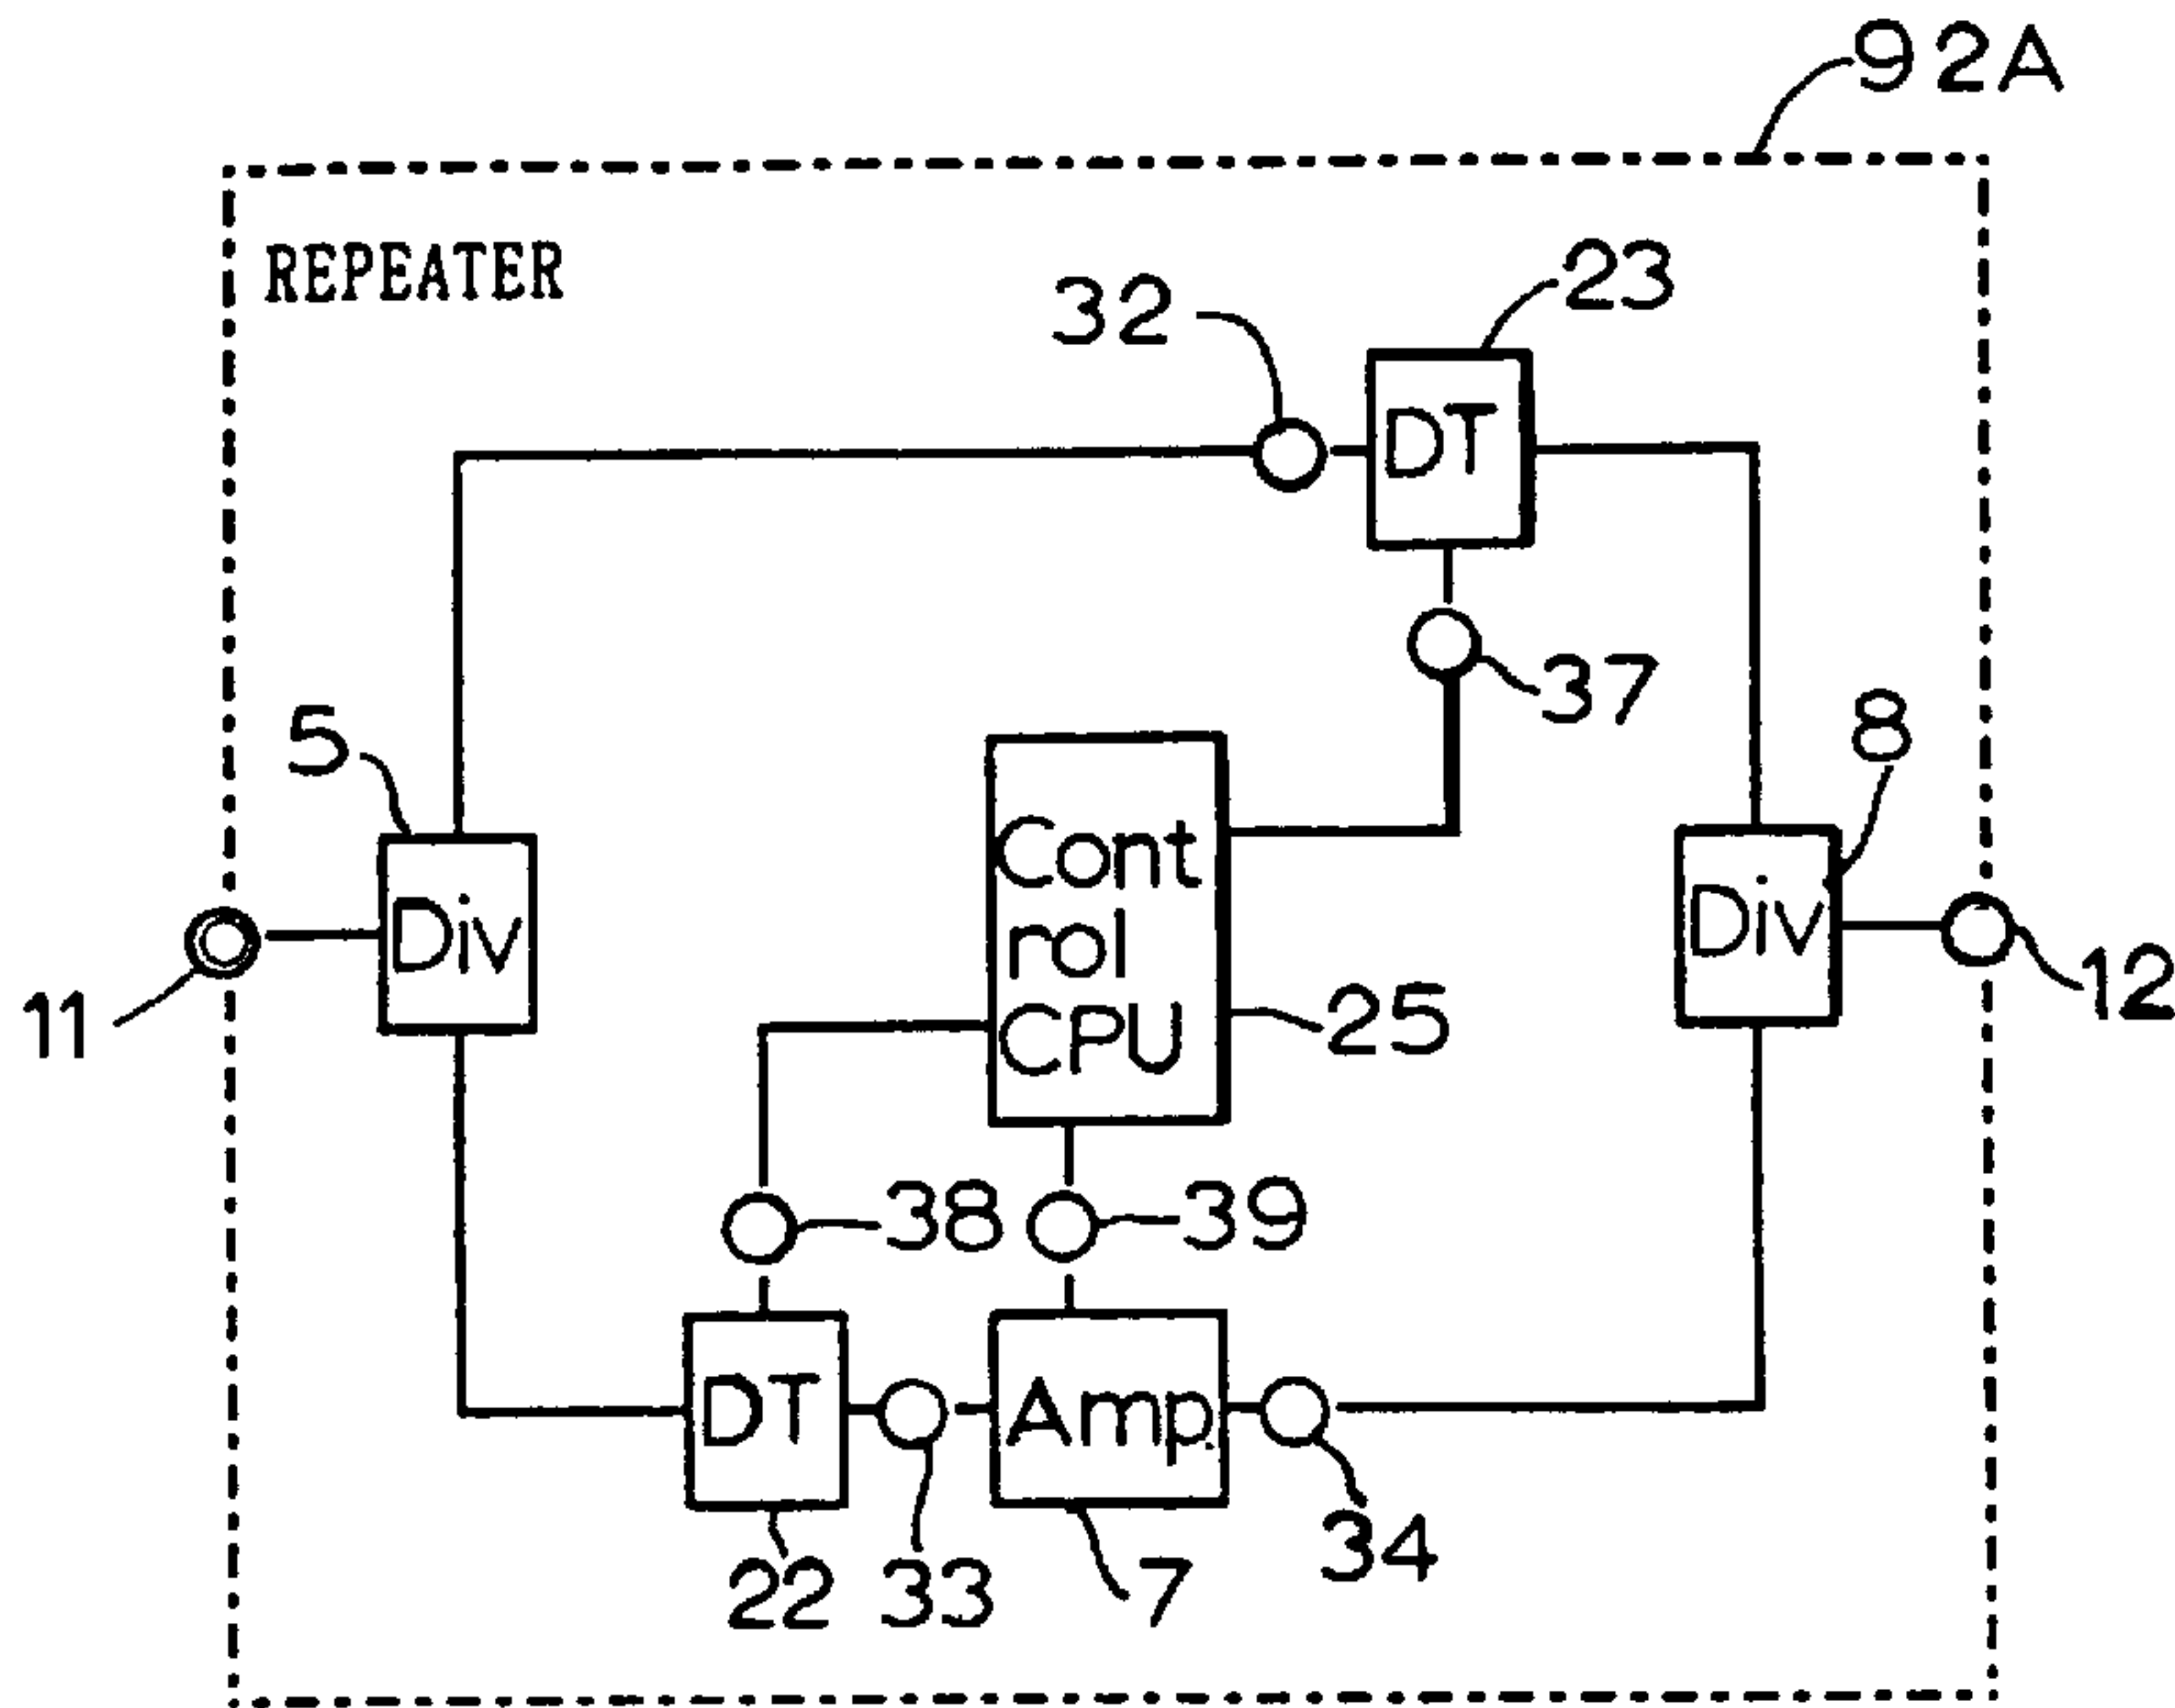 92A
REPEATER
23
32
DT
37
5
8
Cont
rol
CPU
Div
Div
11
12
25
38
39
DT
Amp.
34
22
33
7